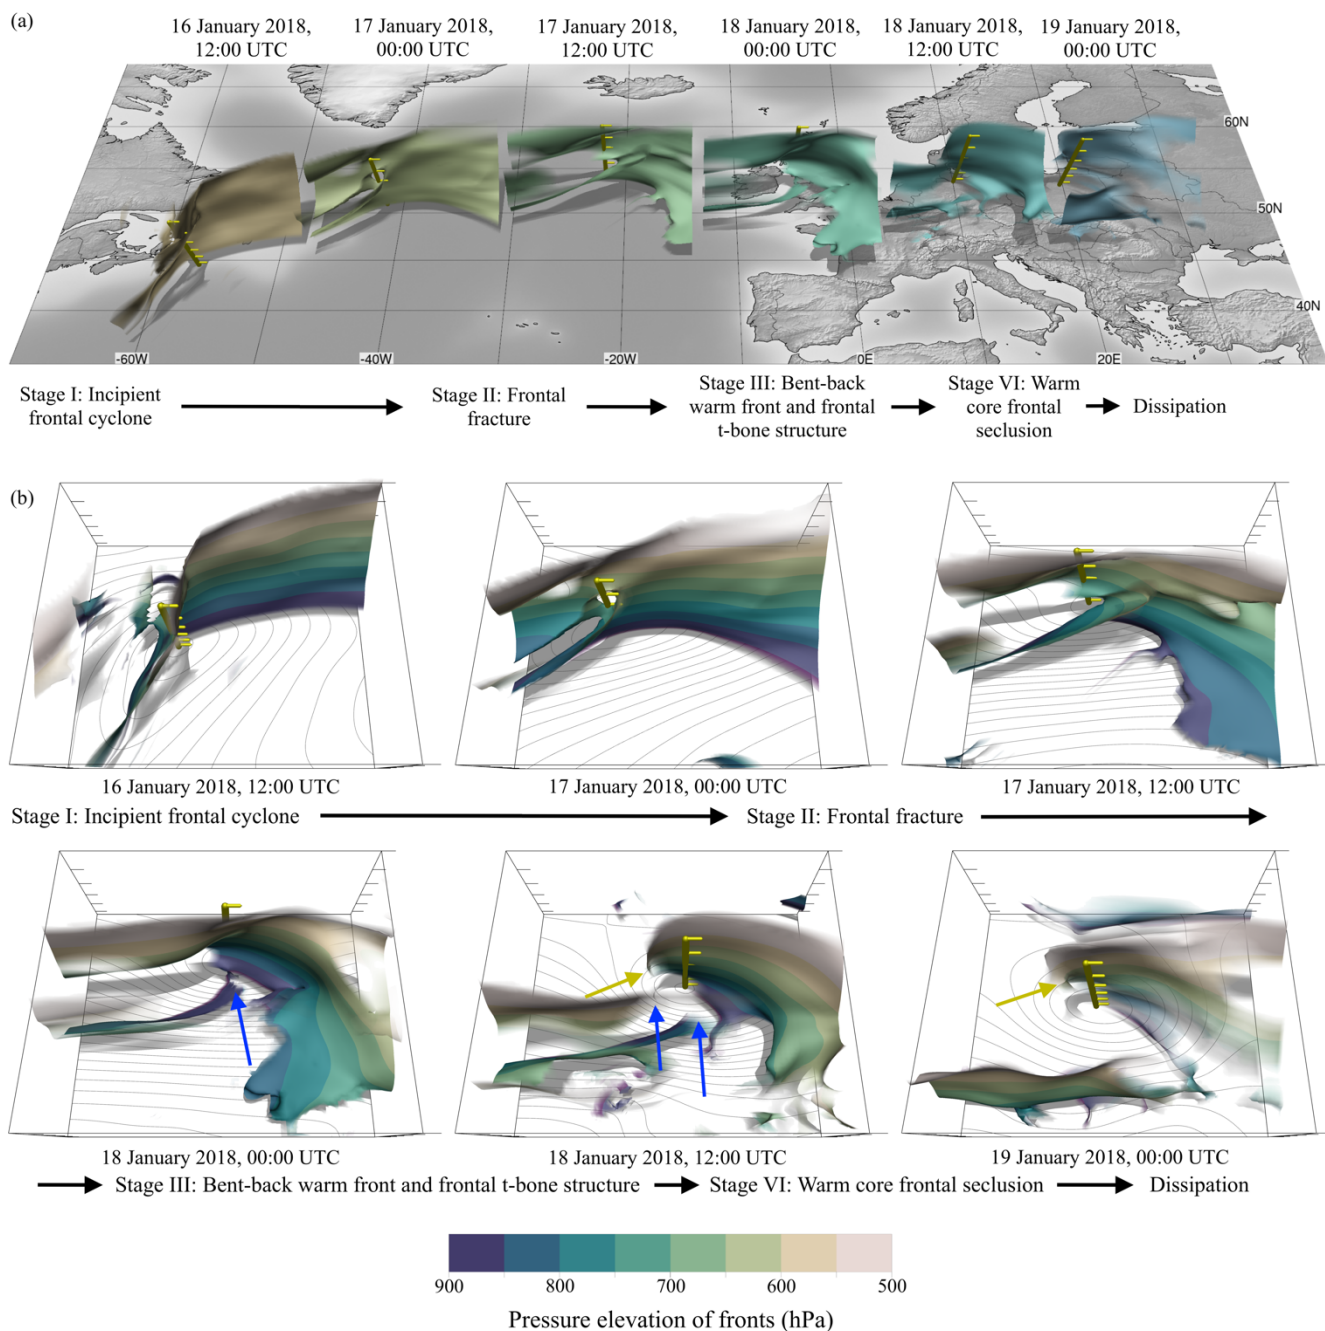 (a)
16 January 2018,
12:00 UTC
17 January 2018,
00:00 UTC
17 January 2018,
12:00 UTC
18 January 2018,
00:00 UTC
18 January 2018,
12:00 UTC
19 January 2018,
00:00 UTC
60N
50N
40N
-60W
-40W
-20W
0E
20E
Stage I: Incipient
frontal cyclone
Stage II: Frontal
fracture
Stage III: Bent-back
warm front and frontal
t-bone structure
Stage VI: Warm
core frontal
seclusion
Dissipation
(b)
16 January 2018, 12:00 UTC
17 January 2018, 00:00 UTC
17 January 2018, 12:00 UTC
Stage I: Incipient frontal cyclone
Stage II: Frontal fracture
18 January 2018, 00:00 UTC
18 January 2018, 12:00 UTC
19 January 2018, 00:00 UTC
Stage III: Bent-back warm front and frontal t-bone structure
Stage VI: Warm core frontal seclusion
Dissipation
900
800
700
600
500
Pressure elevation of fronts (hPa)